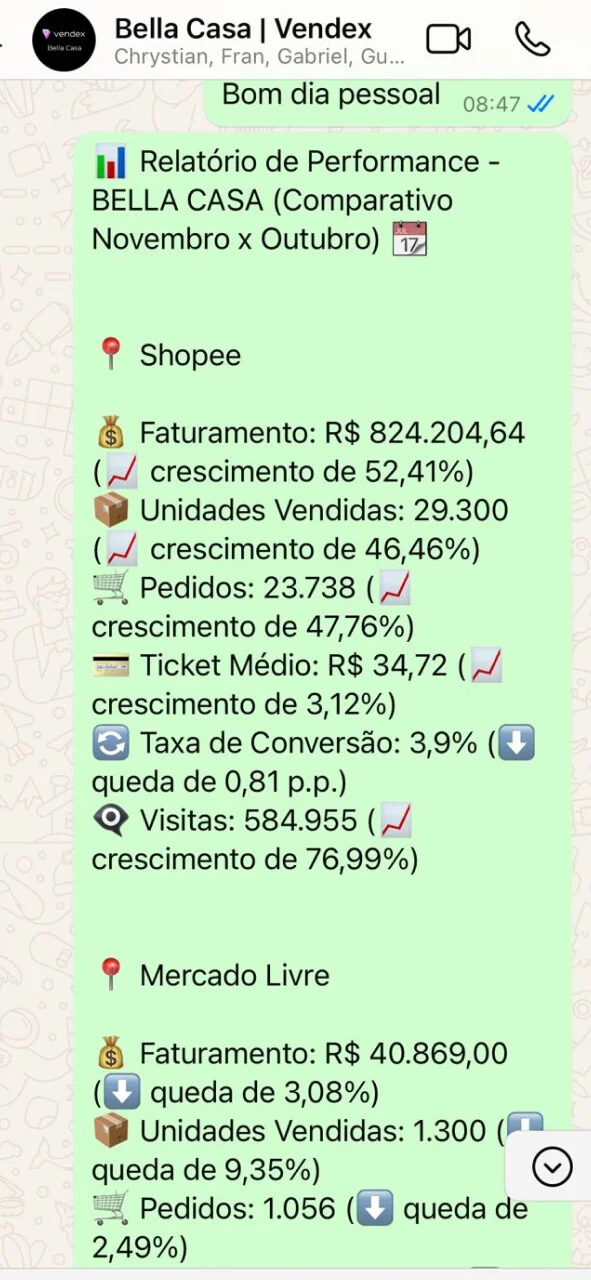 vendex
Bella Casa
Bella Casa | Vendex
Chrystian, Fran, Gabriel, Gu...
Bom dia pessoal 08:47
📊 Relatório de Performance -
BELLA CASA (Comparativo
Novembro x Outubro) 📅
📍 Shopee
💰 Faturamento: R$ 824.204,64
(📈 crescimento de 52,41%)
📦 Unidades Vendidas: 29.300
(📈 crescimento de 46,46%)
🛒 Pedidos: 23.738 (📈
crescimento de 47,76%)
💳 Ticket Médio: R$ 34,72 (📈
crescimento de 3,12%)
🔄 Taxa de Conversão: 3,9% (⬇️
queda de 0,81 p.p.)
👁️‍🗨️ Visitas: 584.955 (📈
crescimento de 76,99%)
📍 Mercado Livre
💰 Faturamento: R$ 40.869,00
(⬇️ queda de 3,08%)
📦 Unidades Vendidas: 1.300 (⬇️
queda de 9,35%)
🛒 Pedidos: 1.056 (⬇️ queda de
2,49%)